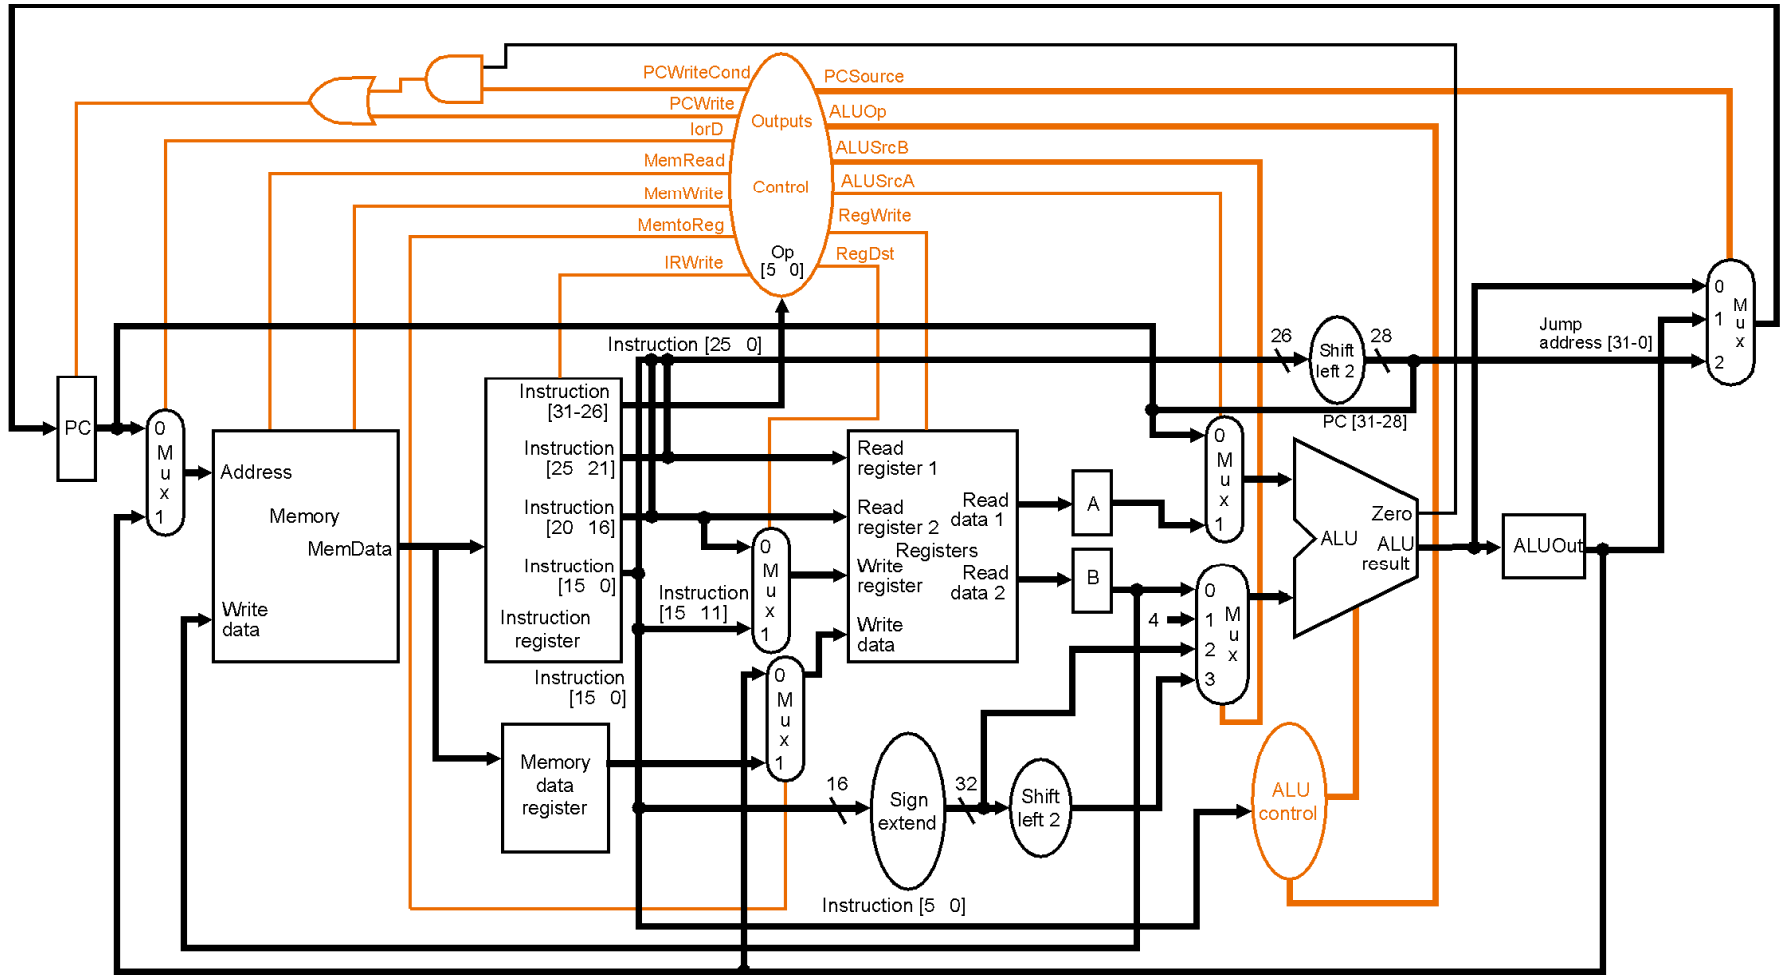 PCWriteCond
PCWrite
IorD
MemRead
MemWrite
MemtoReg
IRWrite
Outputs
Control
Op
[5 0]
PCSource
ALUOp
ALUSrcB
ALUSrcA
RegWrite
RegDst
PC
0
M
u
x
1
Address
Memory
MemData
Write
data
Instruction [25 0]
Instruction
[31-26]
Instruction
[25 21]
Instruction
[20 16]
Instruction
[15 0]
Instruction
register
Instruction
[15 0]
Memory
data
register
Instruction
[15 11]
0
M
u
x
1
0
M
u
x
1
Read
register 1
Read
register 2
Registers
Write
register
Write
data
Read
data 1
Read
data 2
A
B
16
Sign
extend
32
Shift
left 2
Instruction [5 0]
26
Shift
left 2
28
PC [31-28]
Jump
address [31-0]
0
M
u
x
1
4
0
1
2
3
M
u
x
Zero
ALU
ALU
result
ALUOut
ALU
control
0
1
2
M
u
x